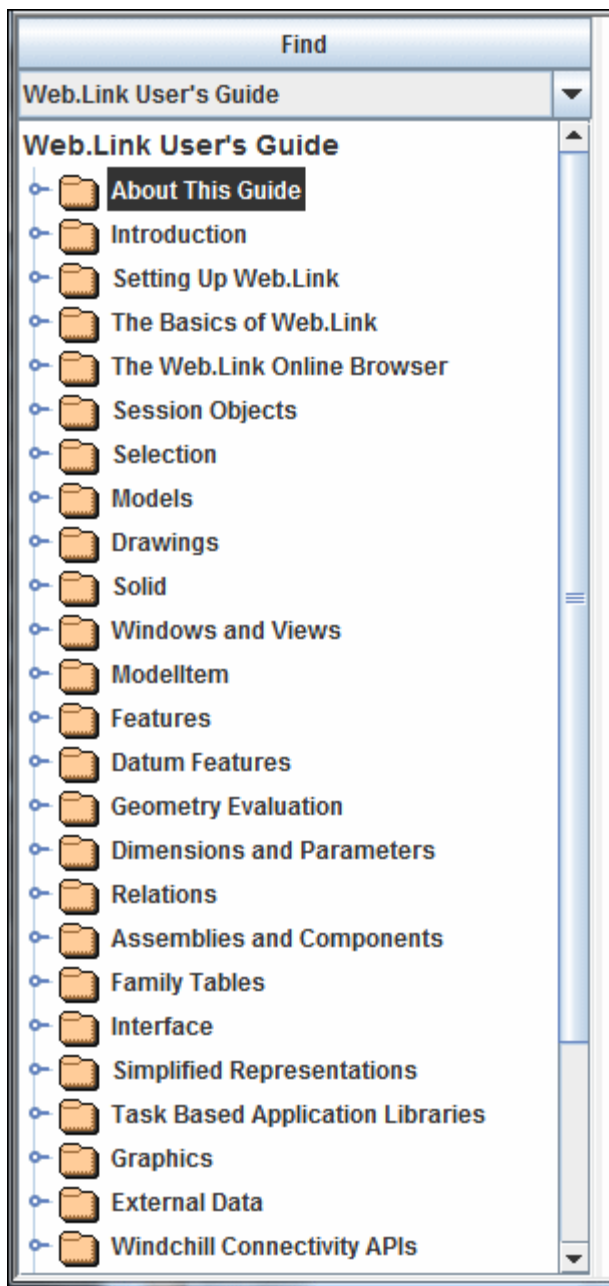 Find
Web.Link User's Guide
Web.Link User's Guide
About This Guide
Introduction
Setting Up Web.Link
The Basics of Web.Link
The Web.Link Online Browser
Session Objects
Selection
Models
Drawings
Solid
Windows and Views
ModelItem
Features
Datum Features
Geometry Evaluation
Dimensions and Parameters
Relations
Assemblies and Components
Family Tables
Interface
Simplified Representations
Task Based Application Libraries
Graphics
External Data
Windchill Connectivity APIs